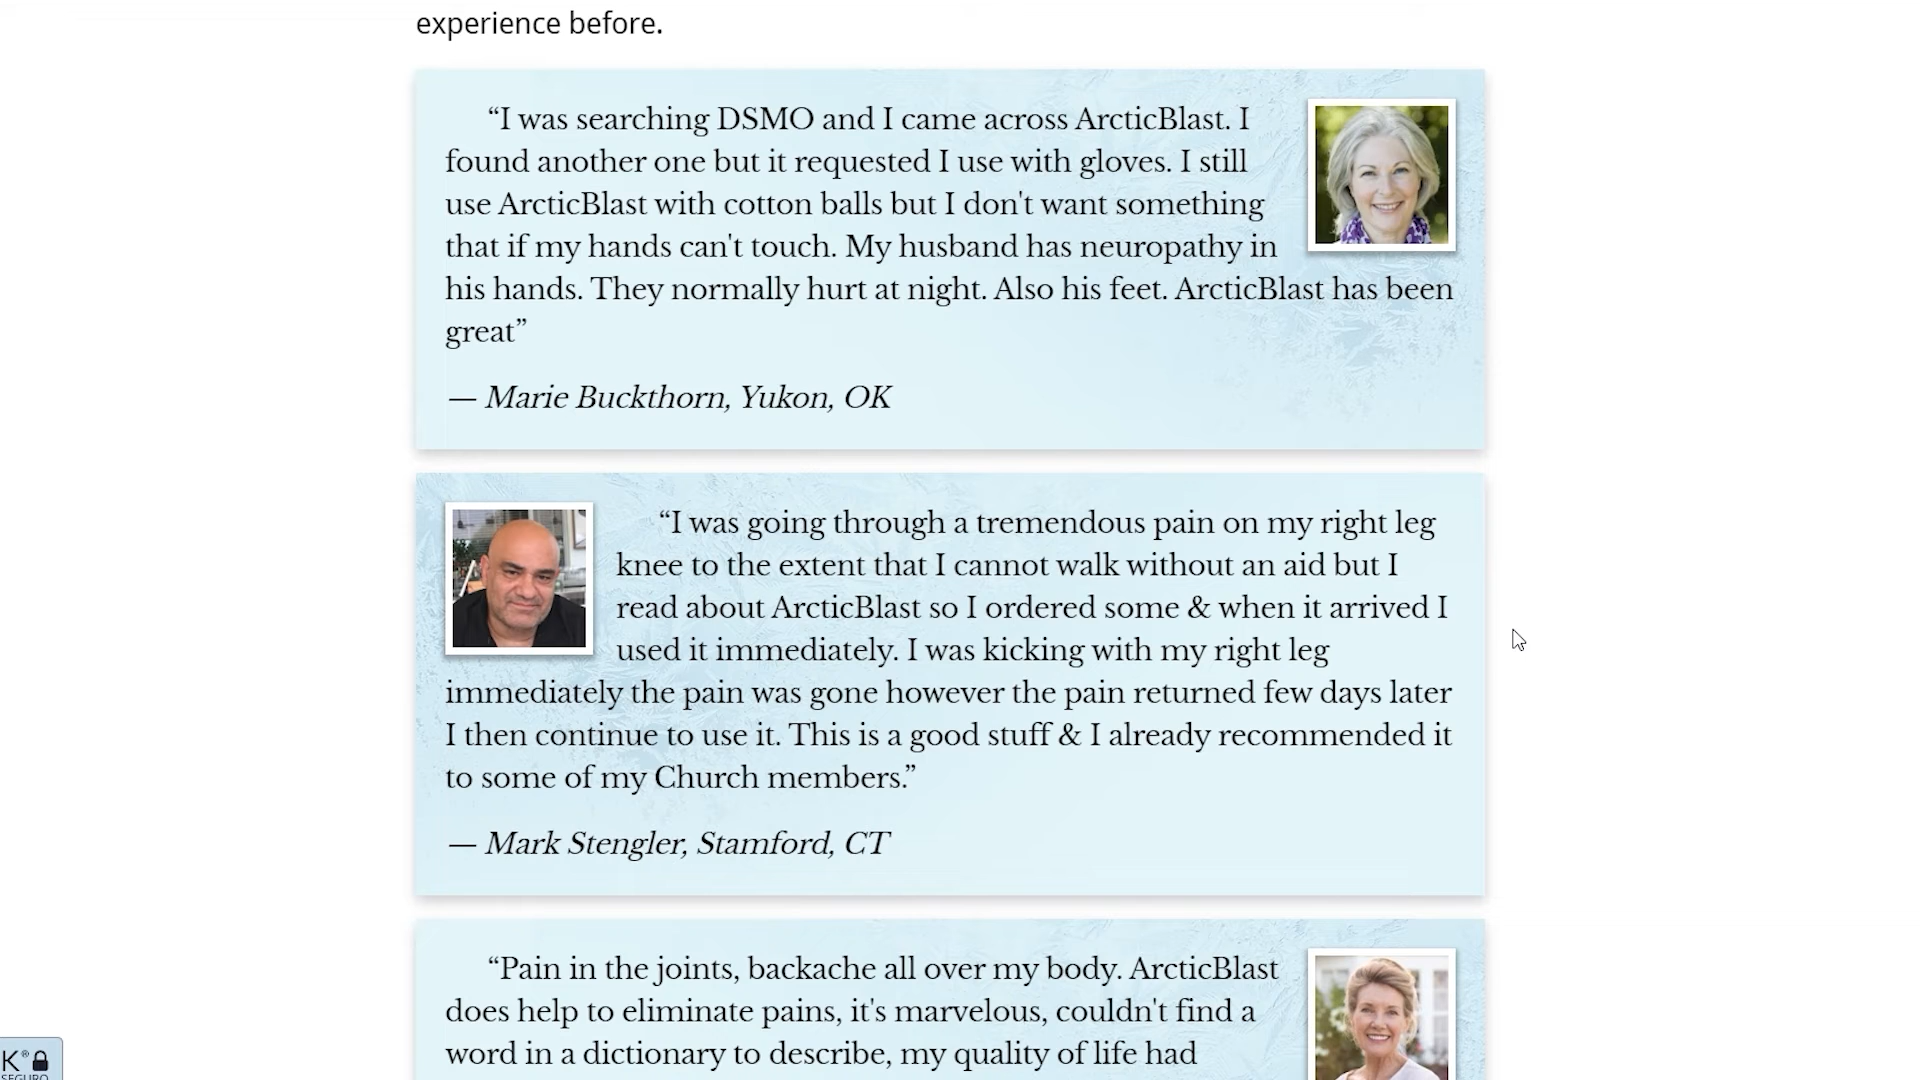 experience before.
“I was searching DSMO and I came across ArcticBlast. I
found another one but it requested I use with gloves. I still
use ArcticBlast with cotton balls but I don't want something
that if my hands can't touch. My husband has neuropathy in
his hands. They normally hurt at night. Also his feet. ArcticBlast has been
great”
— Marie Buckthorn, Yukon, OK
“I was going through a tremendous pain on my right leg
knee to the extent that I cannot walk without an aid but I
read about ArcticBlast so I ordered some & when it arrived I
used it immediately. I was kicking with my right leg
immediately the pain was gone however the pain returned few days later
I then continue to use it. This is a good stuff & I already recommended it
to some of my Church members.”
— Mark Stengler, Stamford, CT
“Pain in the joints, backache all over my body. ArcticBlast
does help to eliminate pains, it's marvelous, couldn't find a
word in a dictionary to describe, my quality of life had
K®
SEGURO